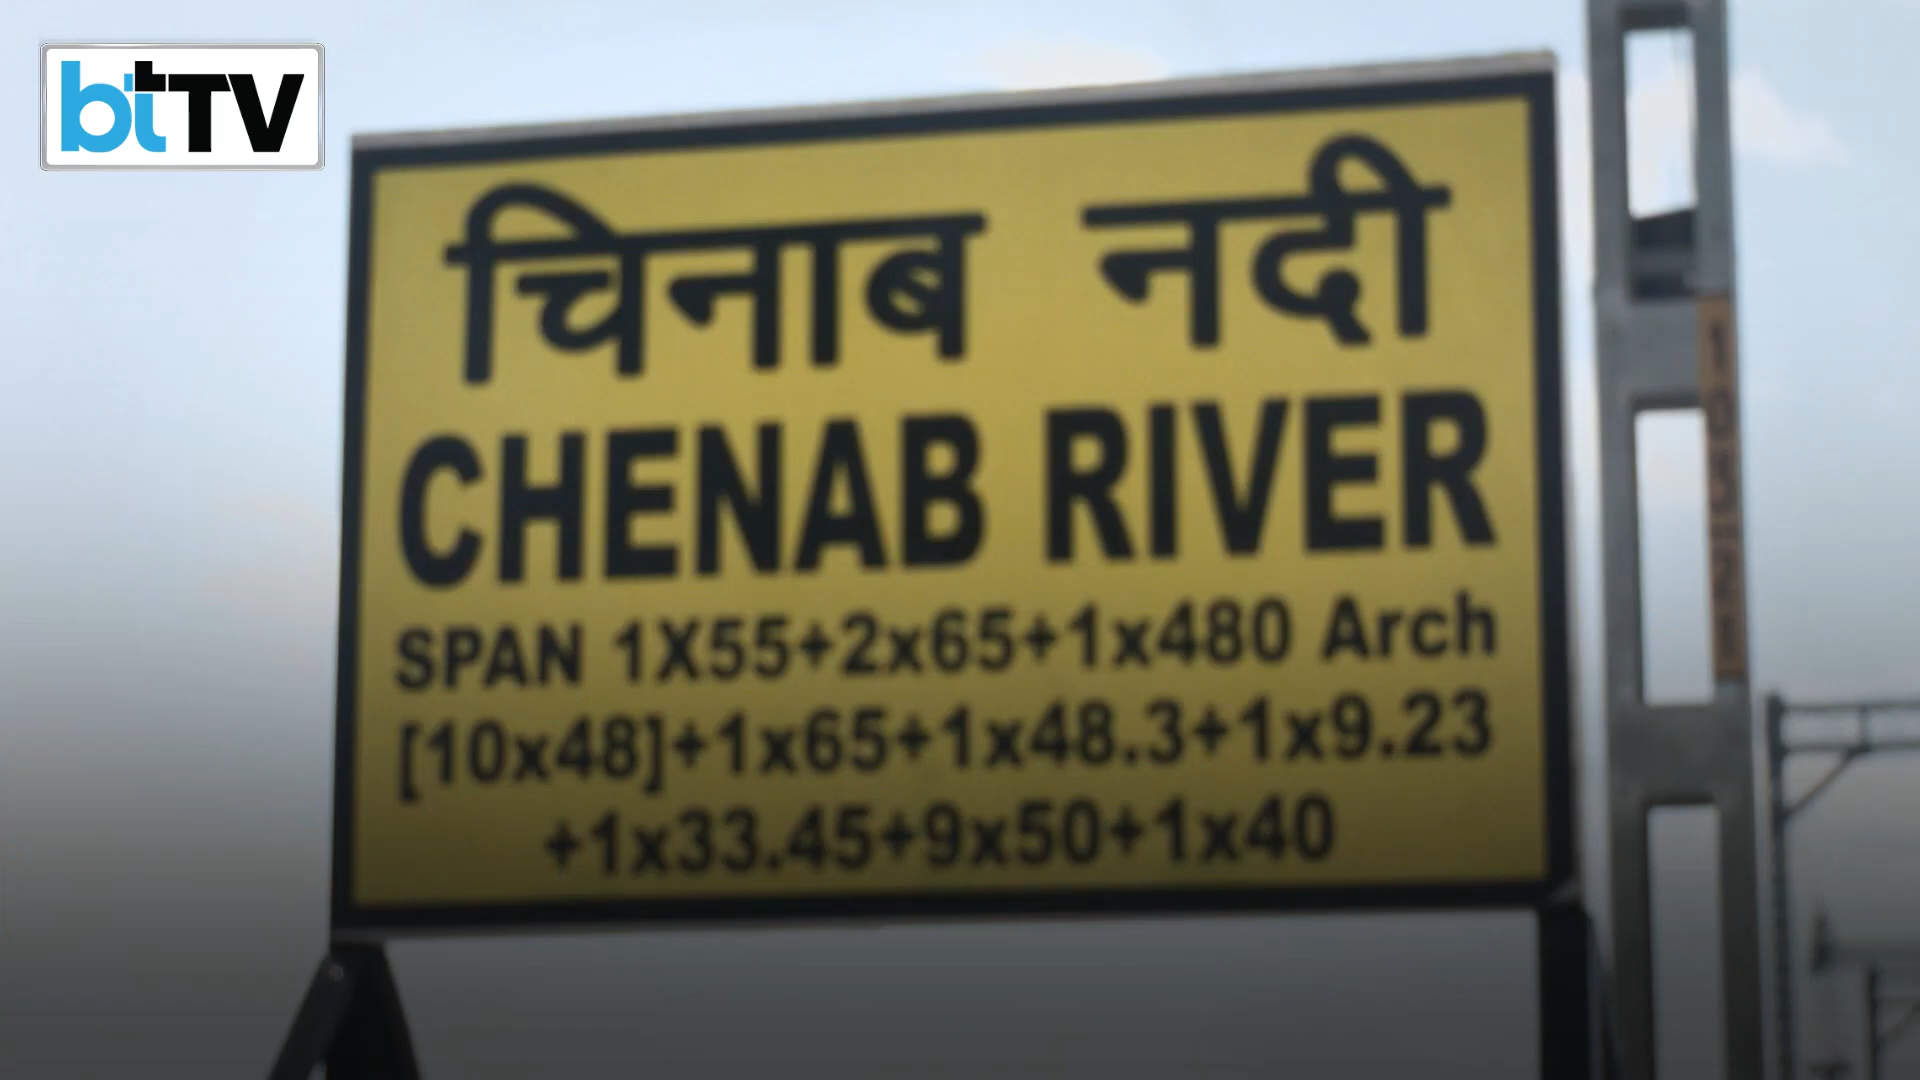 btTV
चिनाब नदी
CHENAB RIVER
SPAN 1X55+2x65+1x480 Arch
[10x48]+1x65+1x48.3+1x9.23
+1x33.45+9x50+1x40